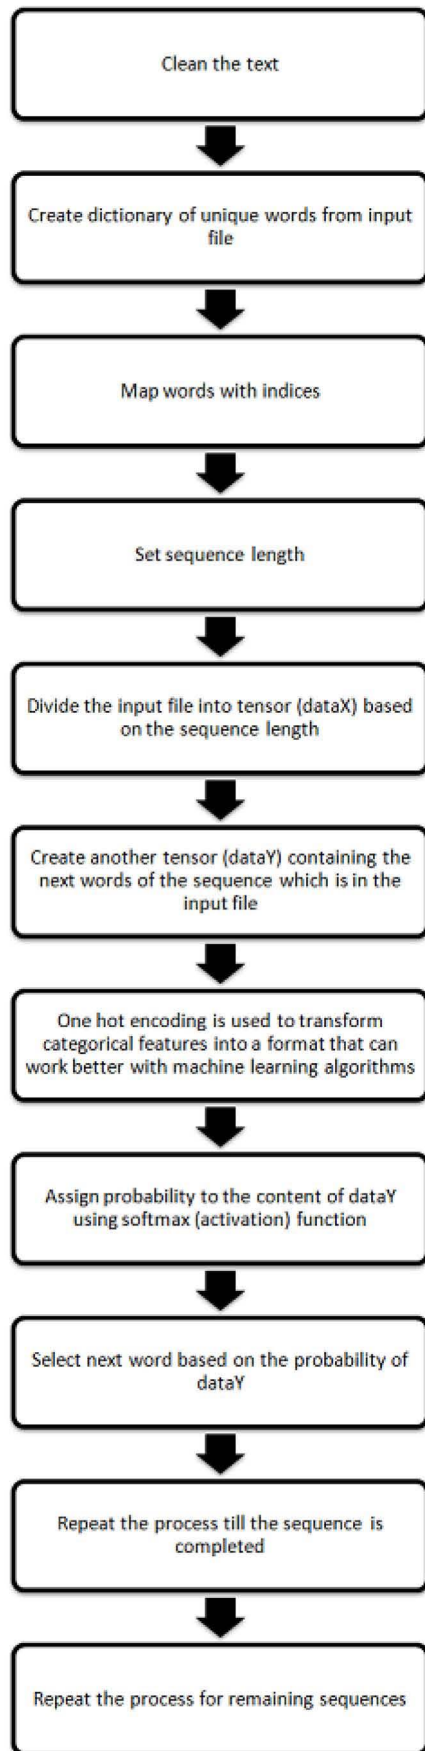 Clean the text
Create dictionary of unique words from input
file
Map words with indices
Set sequence length
Divide the input file into tensor (dataX) based
on the sequence length
Create another tensor (dataY) containing the
next words of the sequence which is in the
input file
One hot encoding is used to transform
categorical features into a format that can
work better with machine learning algorithms
Assign probability to the content of dataY
using softmax (activation) function
Select next word based on the probability of
dataY
Repeat the process till the sequence is
completed
Repeat the process for remaining sequences